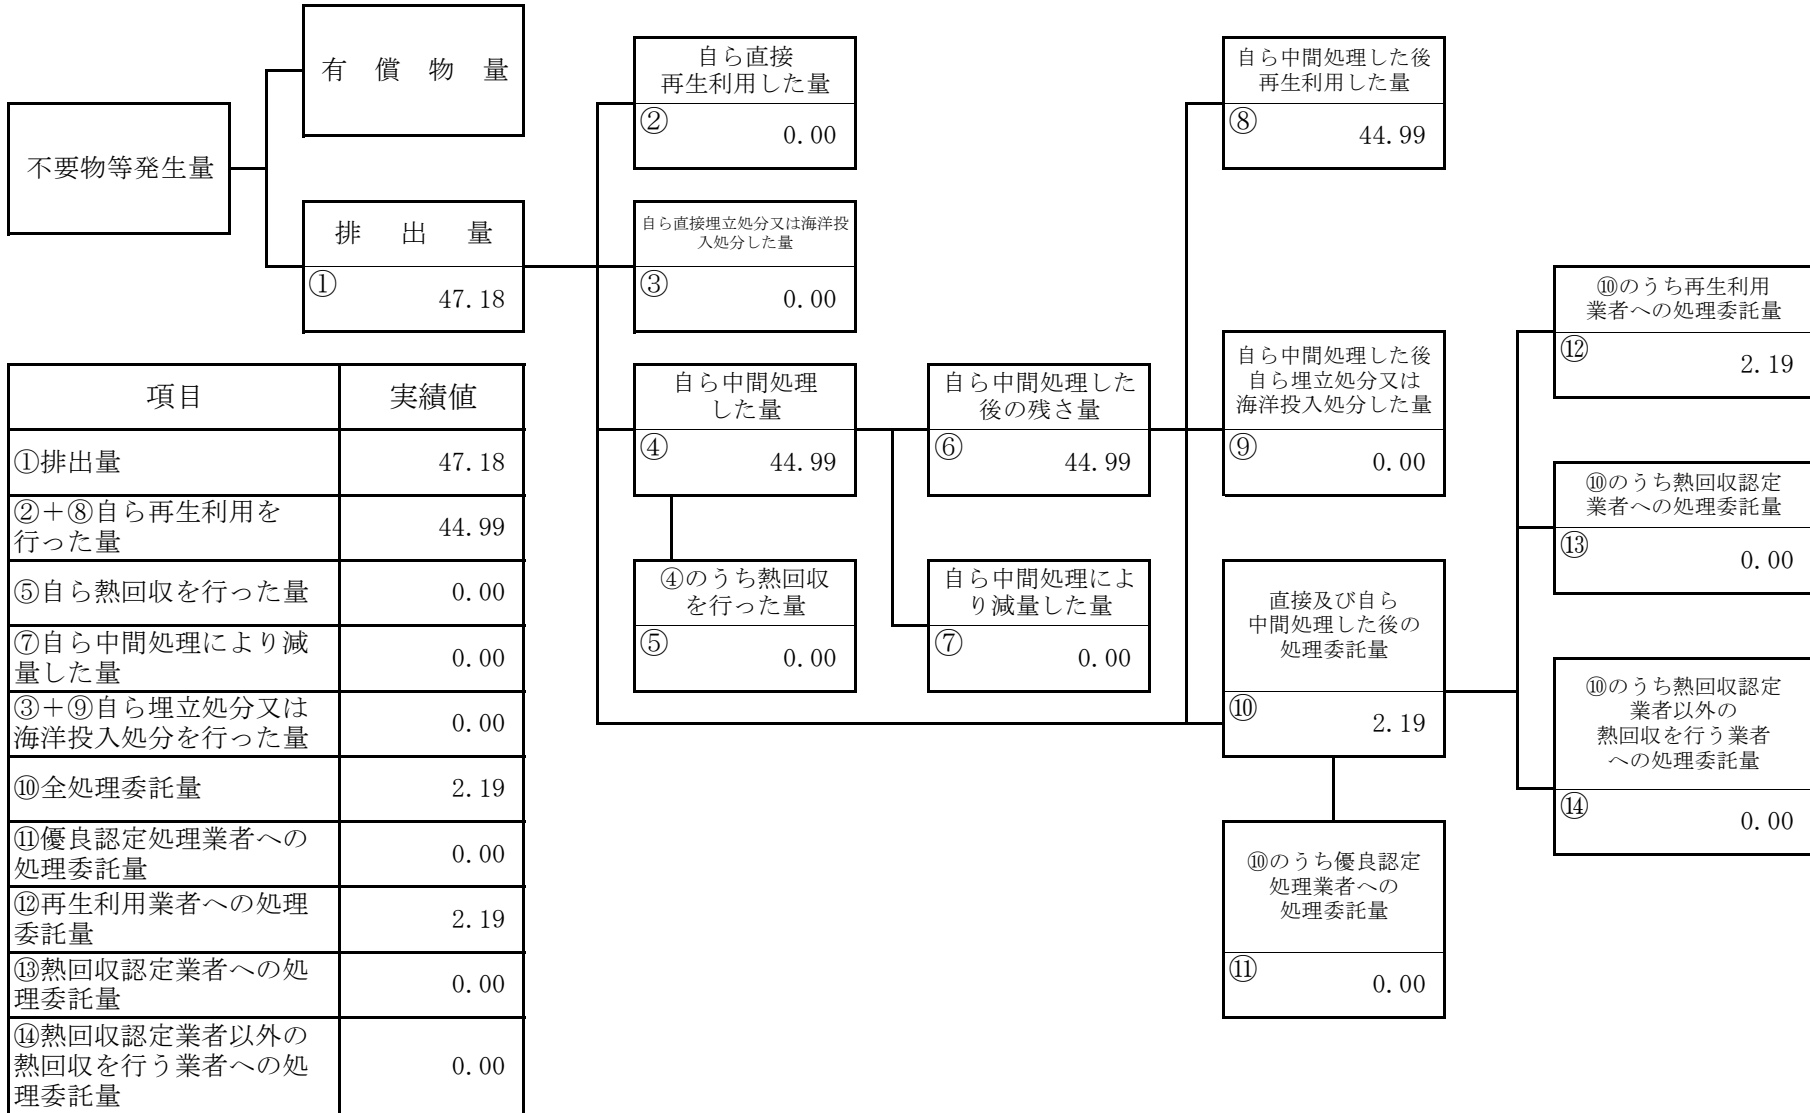 有償物量
不要物等発生量
排出量
①
47.18
自ら直接
再生利用した量
②
0.00
自ら直接埋立処分又は海洋投
入処分した量
③
0.00
自ら中間処理
した量
④
44.99
④のうち熱回収
を行った量
⑤
0.00
自ら中間処理した
後の残さ量
⑥
44.99
自ら中間処理によ
り減量した量
⑦
0.00
自ら中間処理した後
再生利用した量
⑧
44.99
自ら中間処理した後
自ら埋立処分又は
海洋投入処分した量
⑨
0.00
直接及び自ら
中間処理した後の
処理委託量
⑩
2.19
⑩のうち優良認定
処理業者への
処理委託量
⑪
0.00
⑩のうち再生利用
業者への処理委託量
⑫
2.19
⑩のうち熱回収認定
業者への処理委託量
⑬
0.00
⑩のうち熱回収認定
業者以外の
熱回収を行う業者
への処理委託量
⑭
0.00
項目 実績値
①排出量 47.18
②+⑧自ら再生利用を
行った量 44.99
⑤自ら熱回収を行った量 0.00
⑦自ら中間処理により減
量した量 0.00
③+⑨自ら埋立処分又は
海洋投入処分を行った量 0.00
⑩全処理委託量 2.19
⑪優良認定処理業者への
処理委託量 0.00
⑫再生利用業者への処理
委託量 2.19
⑬熱回収認定業者への処
理委託量 0.00
⑭熱回収認定業者以外の
熱回収を行う業者への処
理委託量 0.00